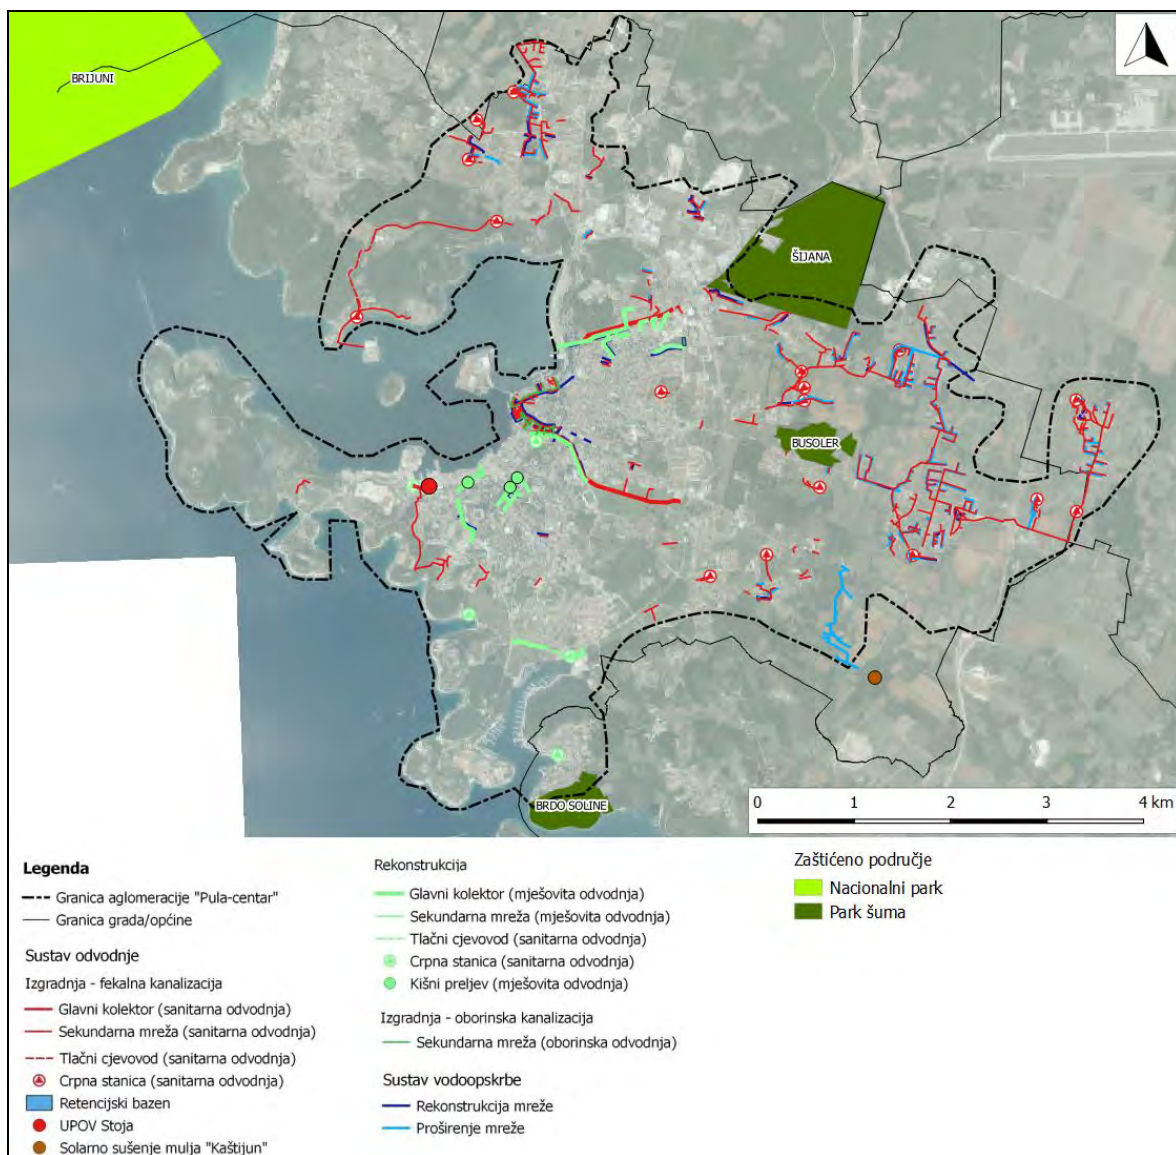 BRIJUNI
ŠIJANA
BUSOLER
BRDO SOLINE
0 1 2 3 4 km
Legenda
Granica aglomeracije "Pula-centar"
Granica grada/općine
Sustav odvodnje
Izgradnja - fekalna kanalizacija
Glavni kolektor (sanitarna odvodnja)
Sekundarna mreža (sanitarna odvodnja)
Tlačni cjevovod (sanitarna odvodnja)
Crpna stanica (sanitarna odvodnja)
Retencijski bazen
UPOV Stoja
Solarno sušenje mulja "Kaštijun"
Rekonstrukcija
Glavni kolektor (mješovita odvodnja)
Sekundarna mreža (mješovita odvodnja)
Tlačni cjevovod (sanitarna odvodnja)
Crpna stanica (sanitarna odvodnja)
Kišni preljev (mješovita odvodnja)
Izgradnja - oborinska kanalizacija
Sekundarna mreža (oborinska odvodnja)
Sustav vodoopskrbe
Rekonstrukcija mreže
Proširenje mreže
Zaštićeno područje
Nacionalni park
Park šuma